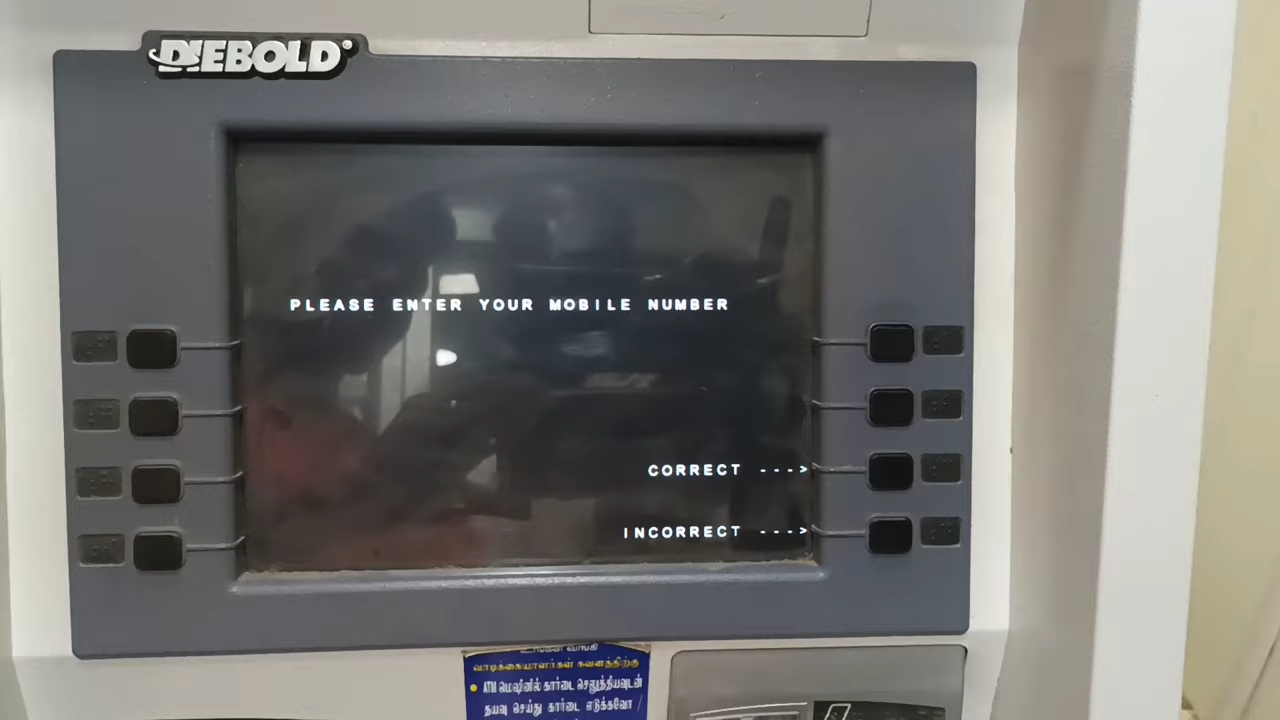 DIEBOLD
PLEASE ENTER YOUR MOBILE NUMBER
CORRECT --->
INCORRECT --->
வாடிக்கையாளர்கள் கவனத்திற்கு
ATM மெஷினில் கார்டை செலுத்தியவுடன்
தயவு செய்து கார்டை எடுக்கவோ /